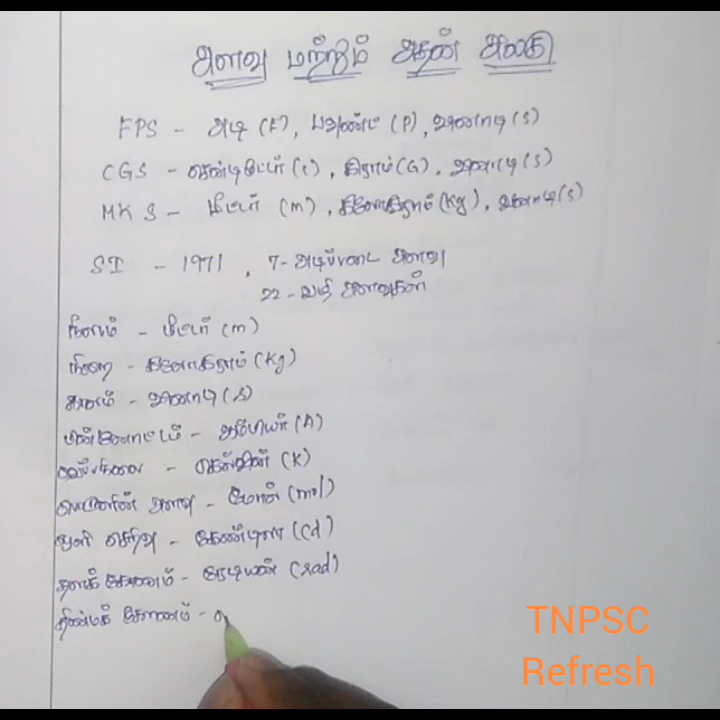 அளவு மற்றும் அதன் அலகு
FPS - அடி (F), பவுண்ட் (P), வினாடி (S)
CGS - சென்டிமீட்டர் (c), கிராம் (G), வினாடி (S)
MKS - மீட்டர் (m), கிலோகிராம் (kg), வினாடி (S)
SI - 1971, 7 - அடிப்படை அளவு
22 - வழி அளவுகள்
நீளம் - மீட்டர் (m)
நிறை - கிலோகிராம் (kg)
காலம் - வினாடி (s)
மின்னோட்டம் - ஆம்பியர் (A)
வெப்பநிலை - கெல்வின் (K)
பொருளின் அளவு - மோல் (mol)
ஒளி செறிவு - கேண்டிலா (Cd)
தளக் கோணம் - ரேடியன் (rad)
திண்மக் கோணம் -
TNPSC
Refresh